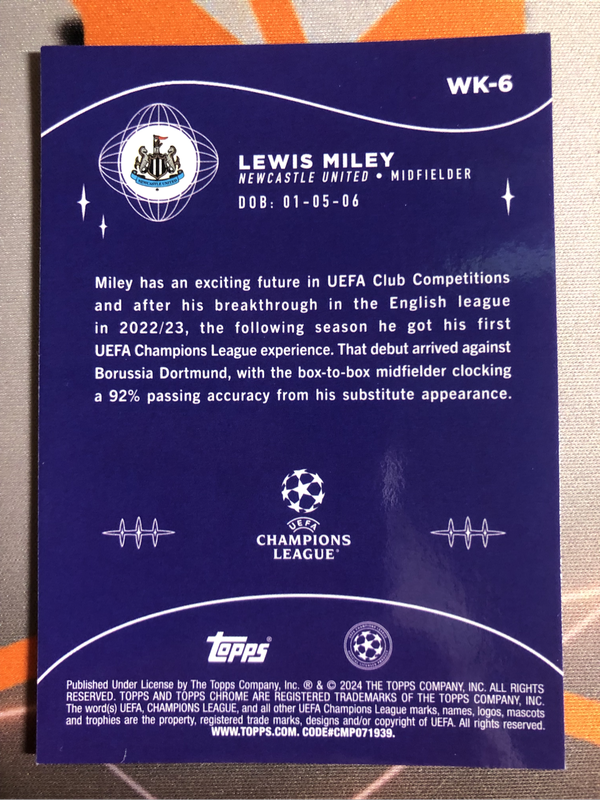 WK-6
NEWCASTLE UNITED
LEWIS MILEY
NEWCASTLE UNITED • MIDFIELDER
DOB: 01-05-06
Miley has an exciting future in UEFA Club Competitions
and after his breakthrough in the English league
in 2022/23, the following season he got his first
UEFA Champions League experience. That debut arrived against
Borussia Dortmund, with the box-to-box midfielder clocking
a 92% passing accuracy from his substitute appearance.
UEFA
CHAMPIONS
LEAGUE®
topps®
Published Under License by The Topps Company, Inc. ® & © 2024 THE TOPPS COMPANY, INC. ALL RIGHTS
RESERVED. TOPPS AND TOPPS CHROME ARE REGISTERED TRADEMARKS OF THE TOPPS COMPANY, INC.
The word(s) UEFA, CHAMPIONS LEAGUE, and all other UEFA Champions League marks, names, logos, mascots
and trophies are the property, registered trade marks, designs and/or copyright of UEFA. All rights reserved.
WWW.TOPPS.COM. CODE#CMP071939.